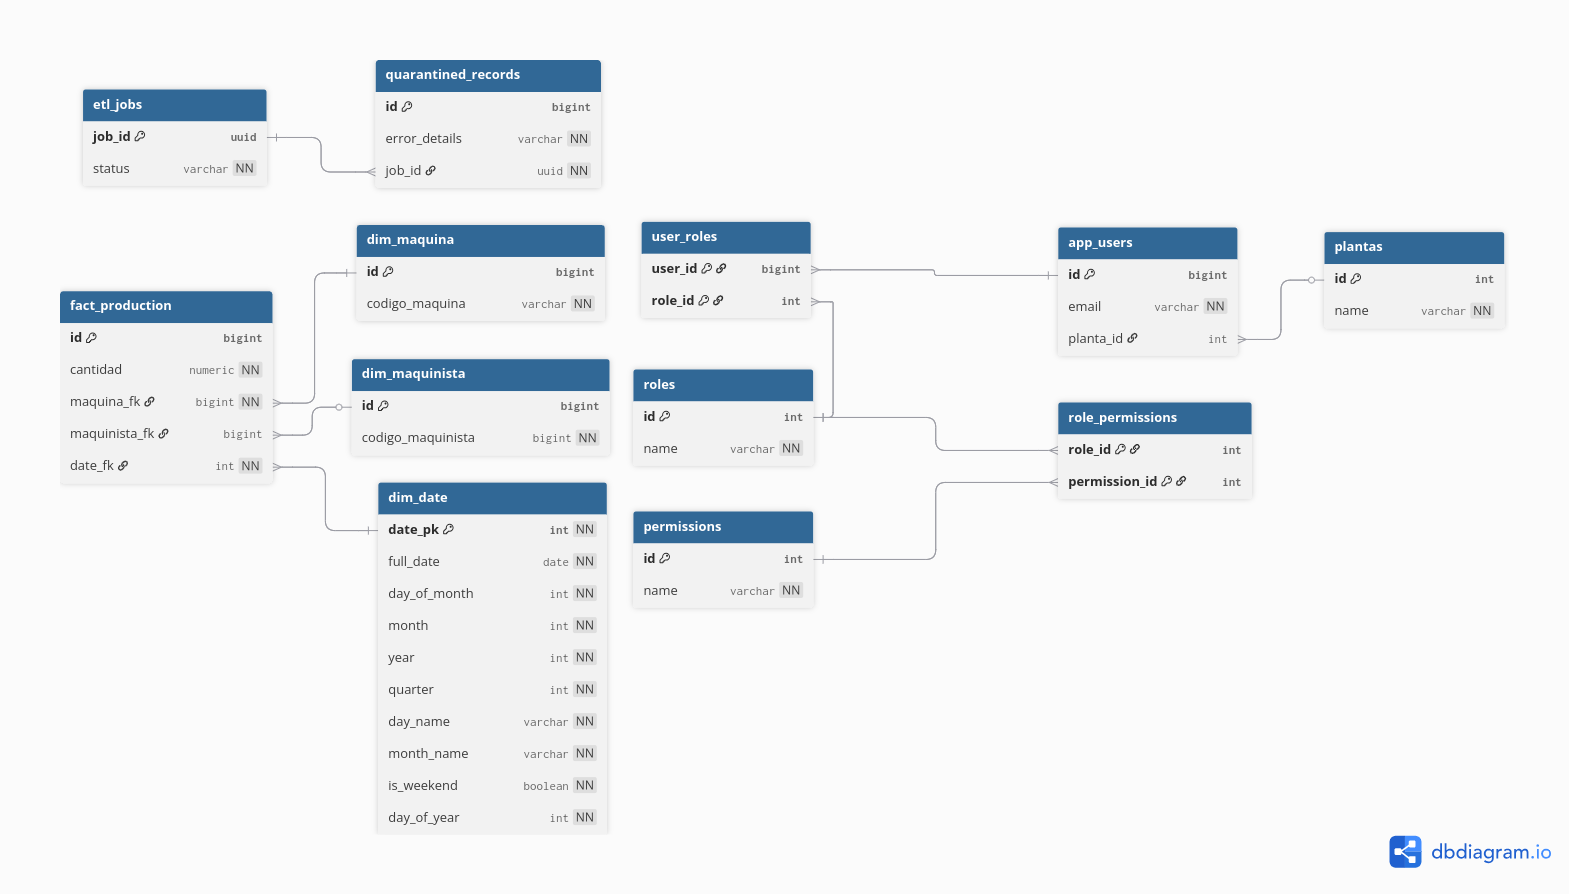 etl_jobs
job_id uuid
status varchar NN
quarantined_records
id bigint
error_details varchar NN
job_id uuid NN
fact_production
id bigint
cantidad numeric NN
maquina_fk bigint NN
maquinista_fk bigint
date_fk int NN
dim_maquina
id bigint
codigo_maquina varchar NN
dim_maquinista
id bigint
codigo_maquinista bigint NN
dim_date
date_pk int NN
full_date date NN
day_of_month int NN
month int NN
year int NN
quarter int NN
day_name varchar NN
month_name varchar NN
is_weekend boolean NN
day_of_year int NN
user_roles
user_id bigint
role_id int
roles
id int
name varchar NN
permissions
id int
name varchar NN
app_users
id bigint
email varchar NN
planta_id int
role_permissions
role_id int
permission_id int
plantas
id int
name varchar NN
dbdiagram.io